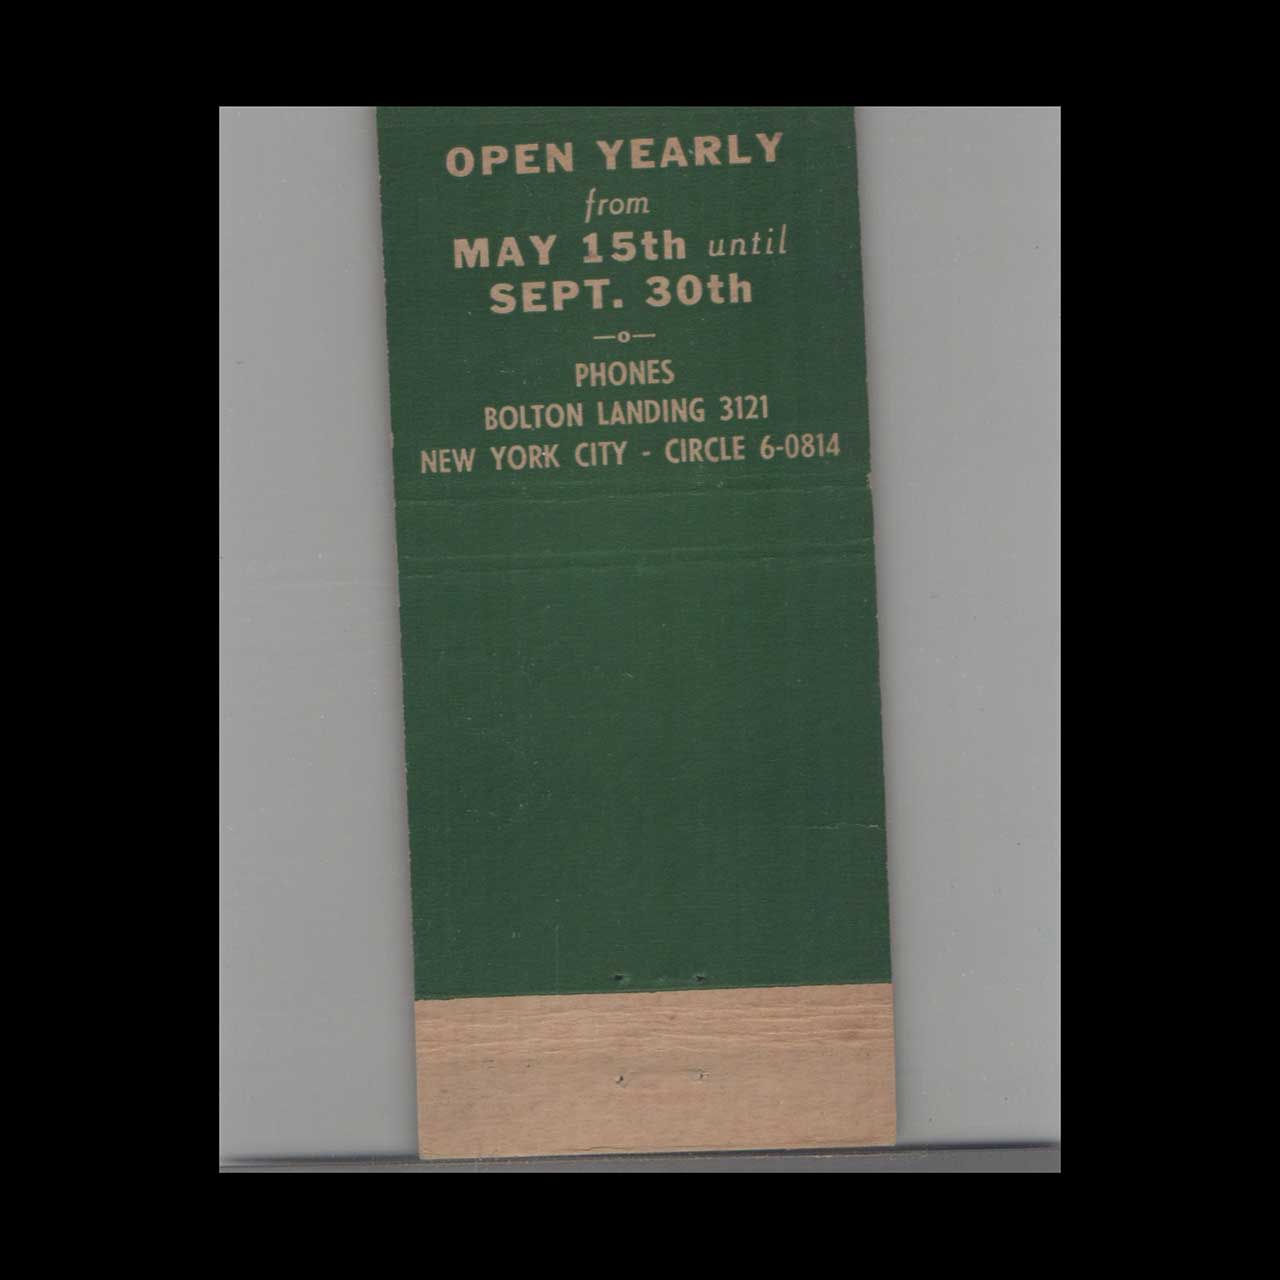 OPEN YEARLY
from
MAY 15th until
SEPT. 30th
—o—
PHONES
BOLTON LANDING 3121
NEW YORK CITY - CIRCLE 6-0814